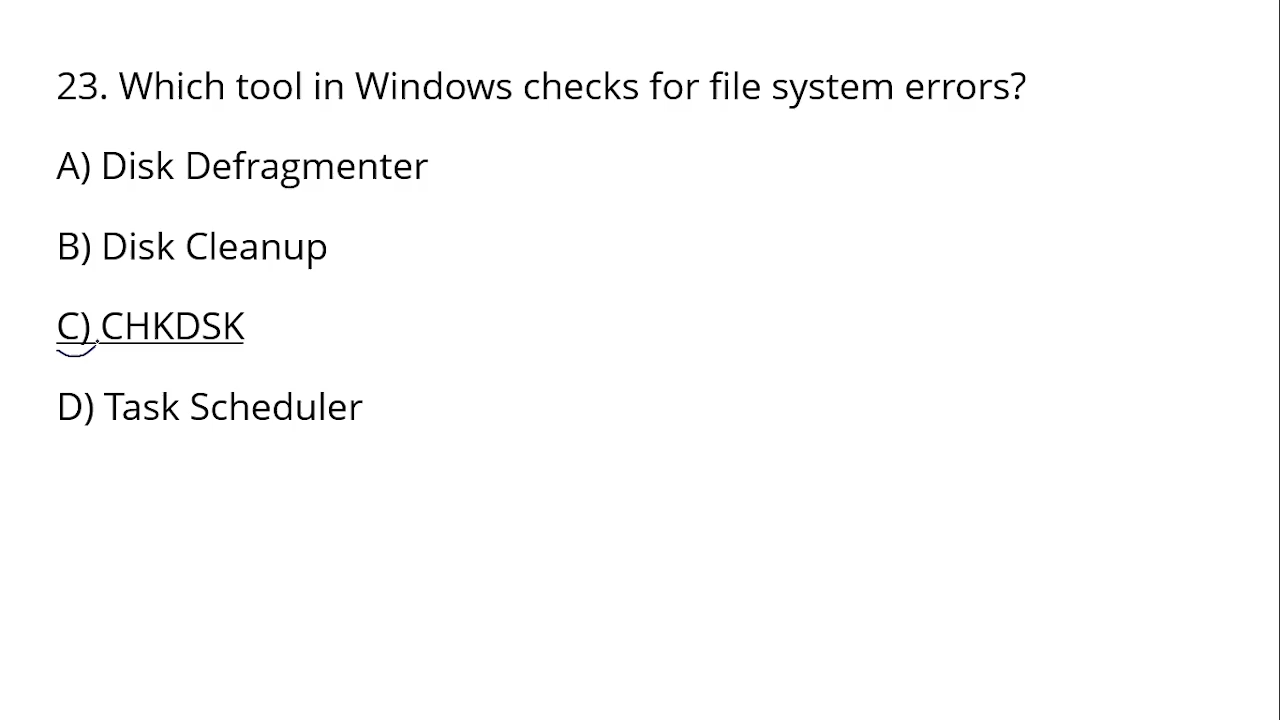 23. Which tool in Windows checks for file system errors?
A) Disk Defragmenter
B) Disk Cleanup
C) CHKDSK
D) Task Scheduler